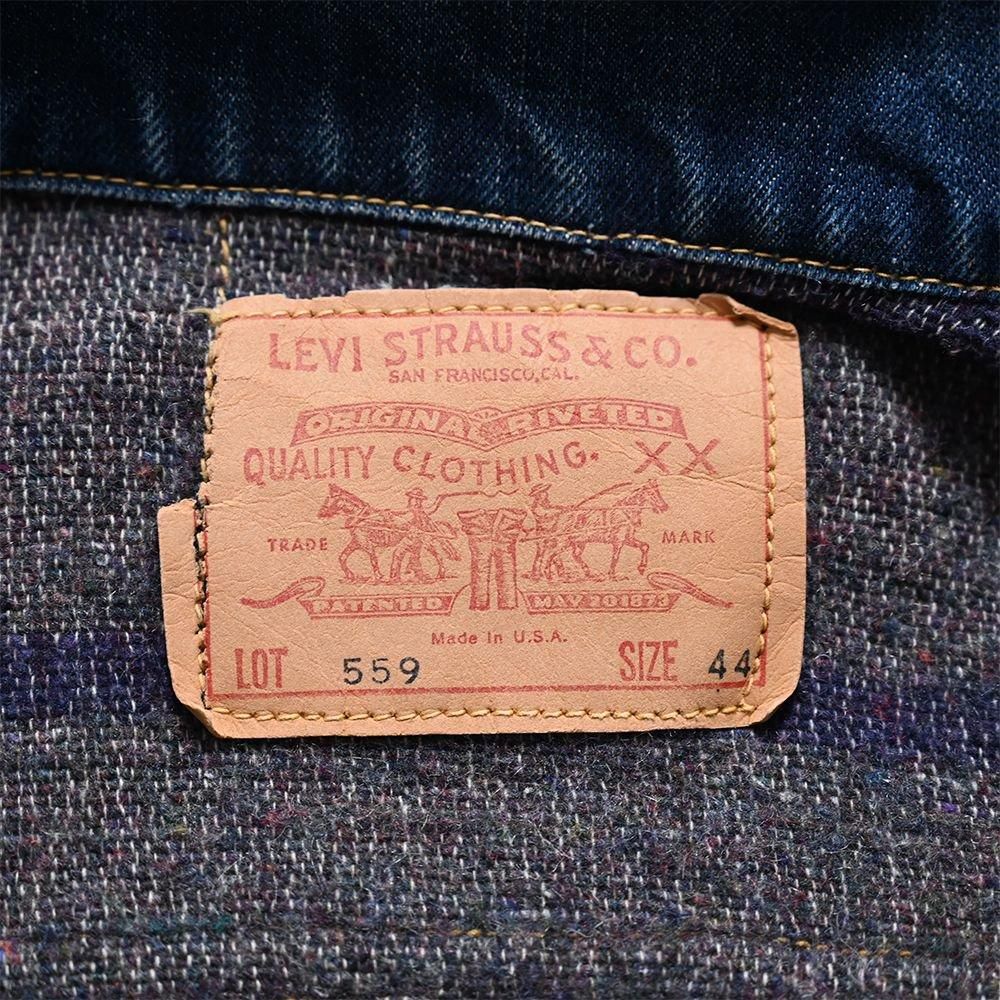 LEVI STRAUSS & CO.
SAN FRANCISCO, CAL.
ORIGINAL RIVETED
QUALITY CLOTHING. XX
TRADE MARK
PATENTED MAY 20 1873
Made in U.S.A.
LOT 559 SIZE 44